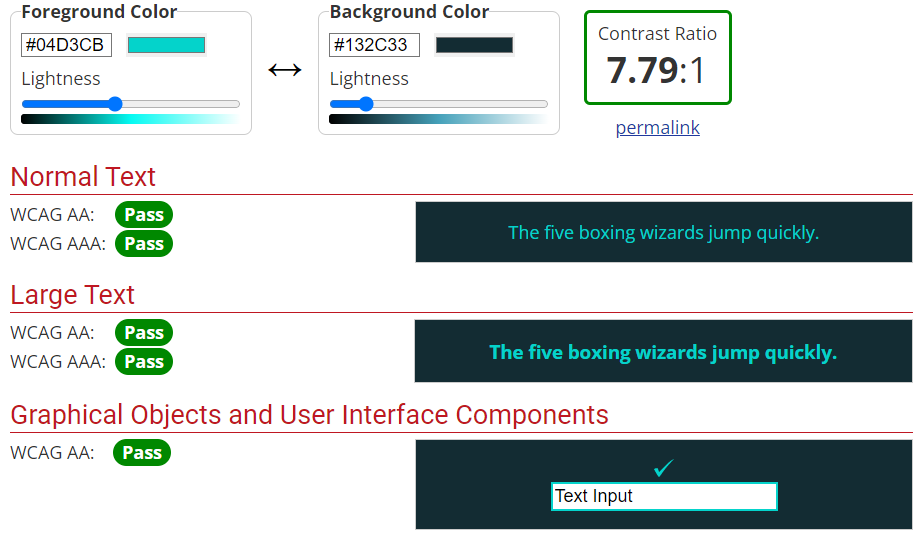 Foreground Color
#04D3CB
Lightness
Background Color
#132C33
Lightness
Contrast Ratio
7.79:1
permalink
Normal Text
WCAG AA: Pass
WCAG AAA: Pass
The five boxing wizards jump quickly.
Large Text
WCAG AA: Pass
WCAG AAA: Pass
The five boxing wizards jump quickly.
Graphical Objects and User Interface Components
WCAG AA: Pass
✓
Text Input